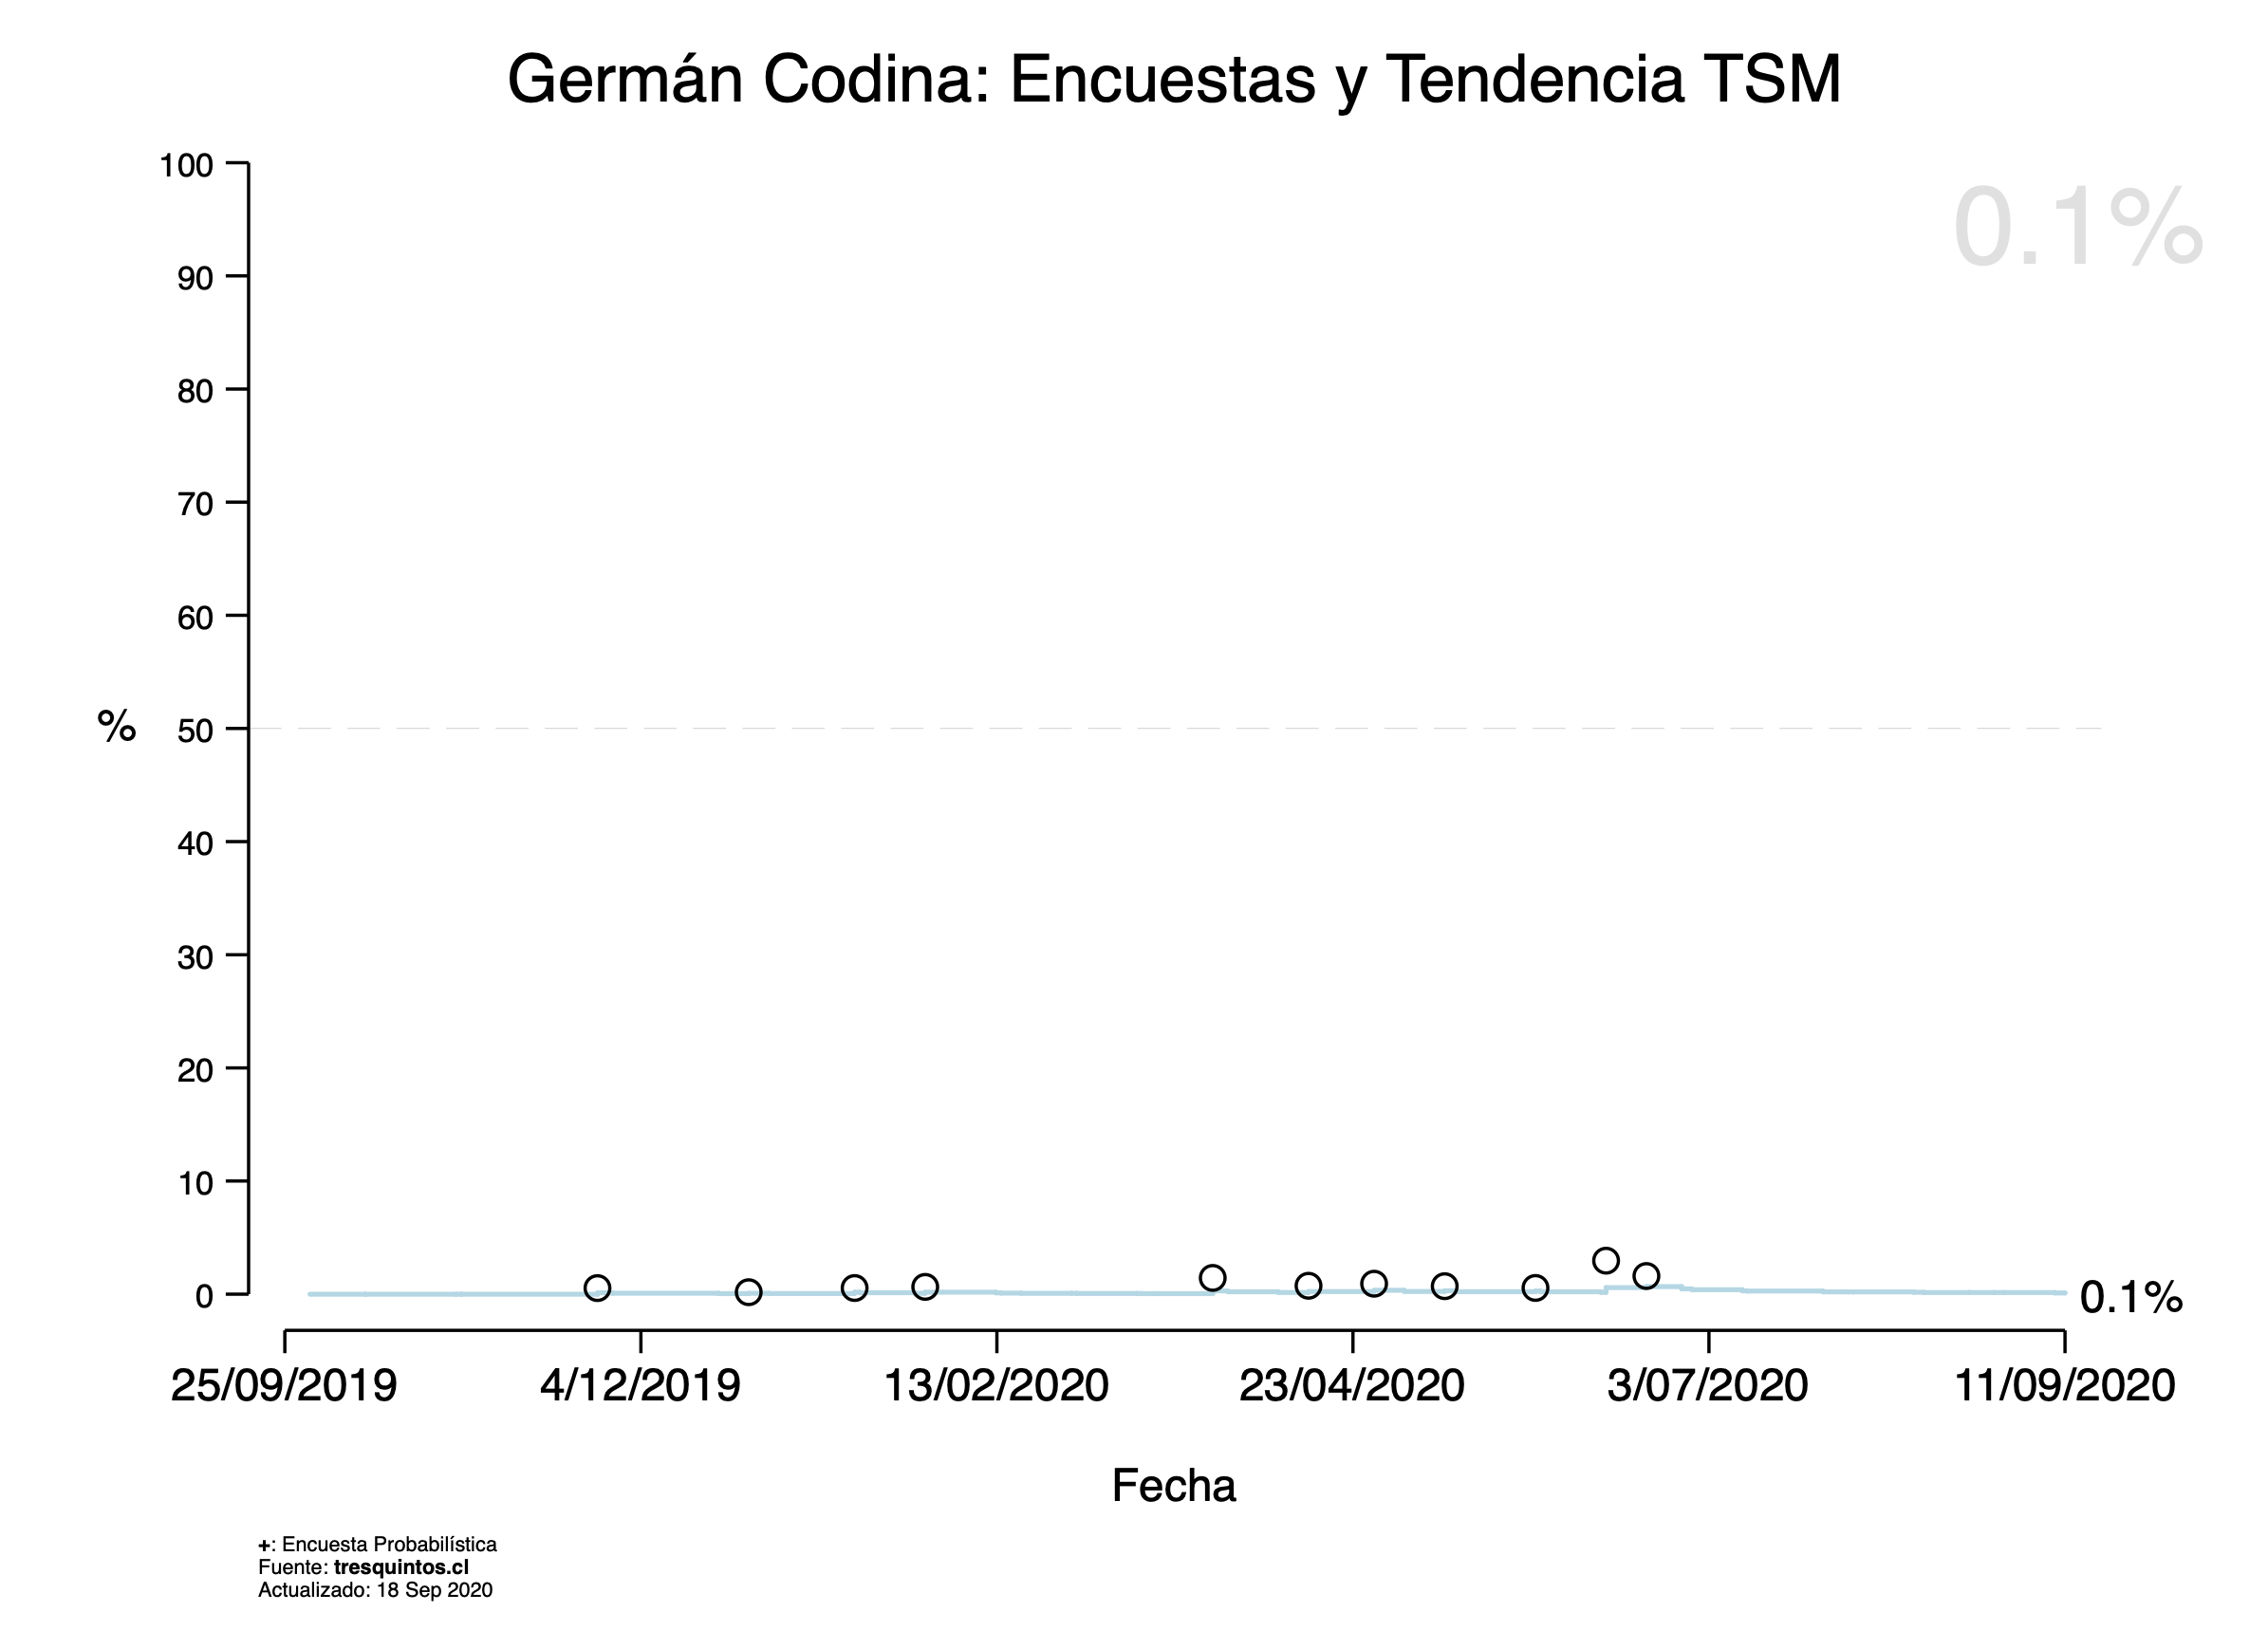 Germán Codina: Encuestas y Tendencia TSM
100
0.1%
90
80
70
60
% 50
40
30
20
10
0
0.1%
25/09/2019 4/12/2019 13/02/2020 23/04/2020 3/07/2020 11/09/2020
Fecha
+: Encuesta Probabilística
Fuente: tresquintos.cl
Actualizado: 18 Sep 2020